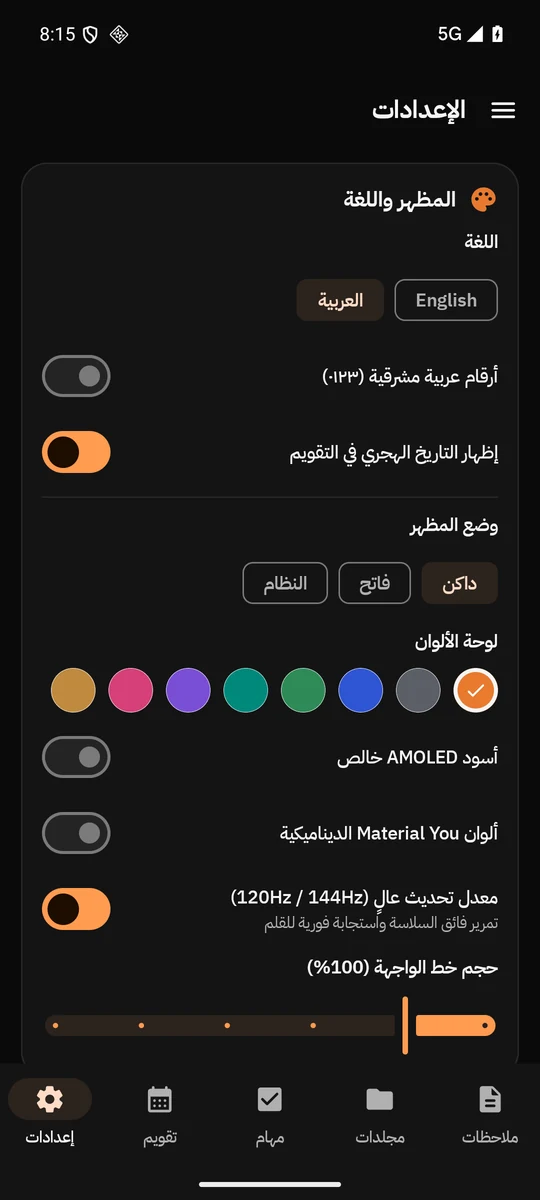 8:15
5G
الإعدادات
المظهر واللغة
اللغة
English
العربية
أرقام عربية مشرقية (٠١٢٣)
إظهار التاريخ الهجري في التقويم
وضع المظهر
داكن
فاتح
النظام
لوحة الألوان
أسود AMOLED خالص
ألوان Material You الديناميكية
معدل تحديث عالٍ (120Hz / 144Hz)
تمرير فائق السلاسة واستجابة فورية للقلم
حجم خط الواجهة (100%)
ملاحظات
مجلدات
مهام
تقويم
إعدادات